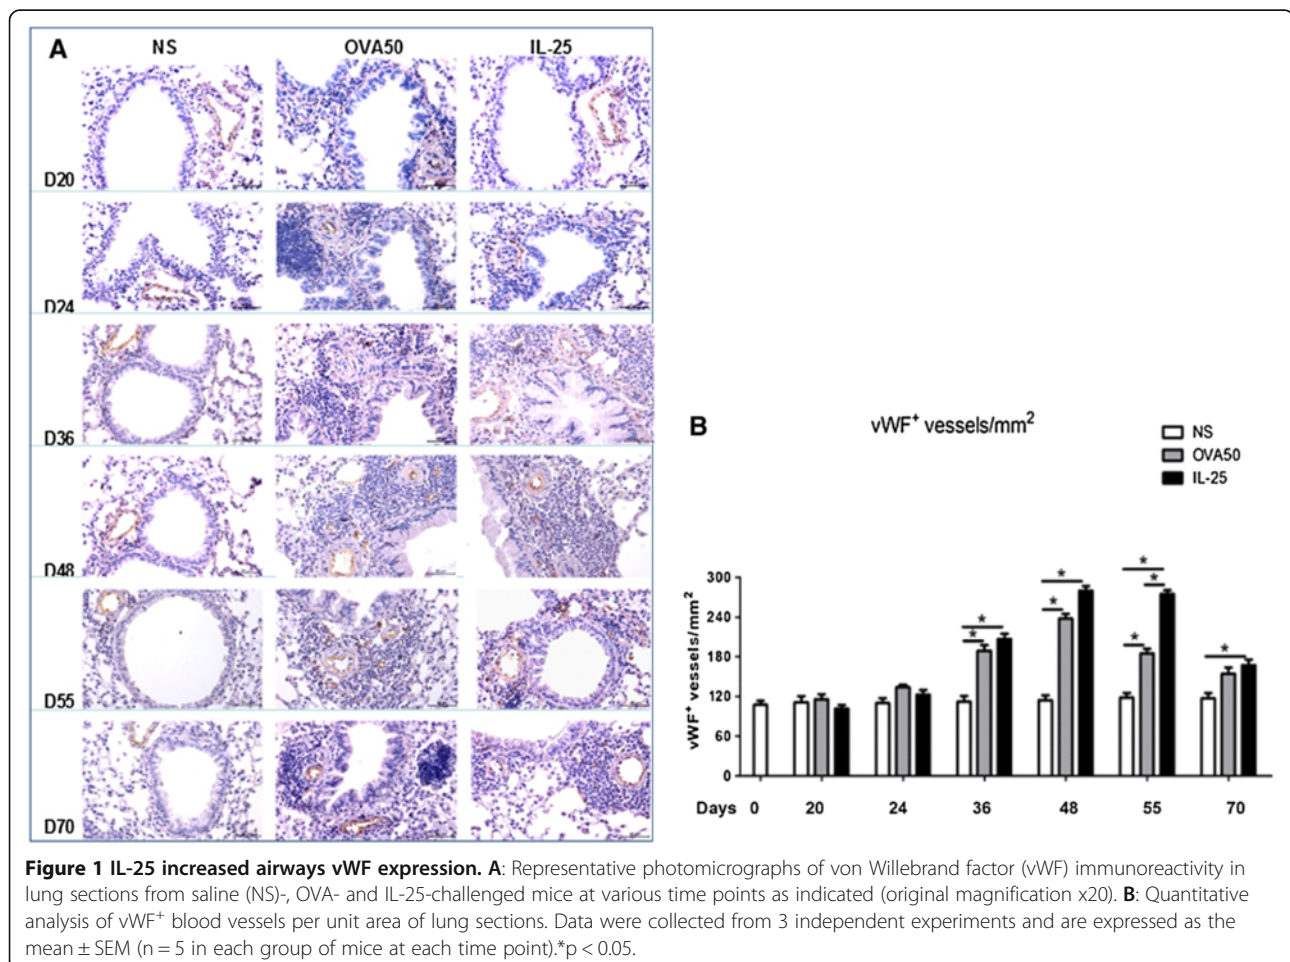 A
NS OVA50 IL-25
D20
D24
D36
D48
D55
D70
B
vWF⁺ vessels/mm²
NS
OVA50
IL-25
vWF⁺ vessels/mm²
300
240
180
120
60
0
* * * * * * * *
Days 0 20 24 36 48 55 70
Figure 1 IL-25 increased airways vWF expression. A: Representative photomicrographs of von Willebrand factor (vWF) immunoreactivity in
lung sections from saline (NS)-, OVA- and IL-25-challenged mice at various time points as indicated (original magnification x20). B: Quantitative
analysis of vWF⁺ blood vessels per unit area of lung sections. Data were collected from 3 independent experiments and are expressed as the
mean ± SEM (n = 5 in each group of mice at each time point).*p < 0.05.